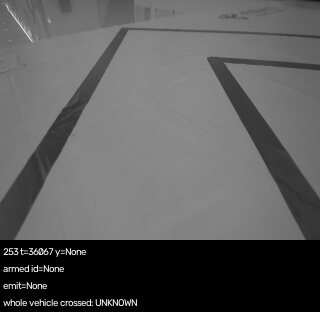 253 t=36067 y=None
armed id=None
emit=None
whole vehicle crossed: UNKNOWN